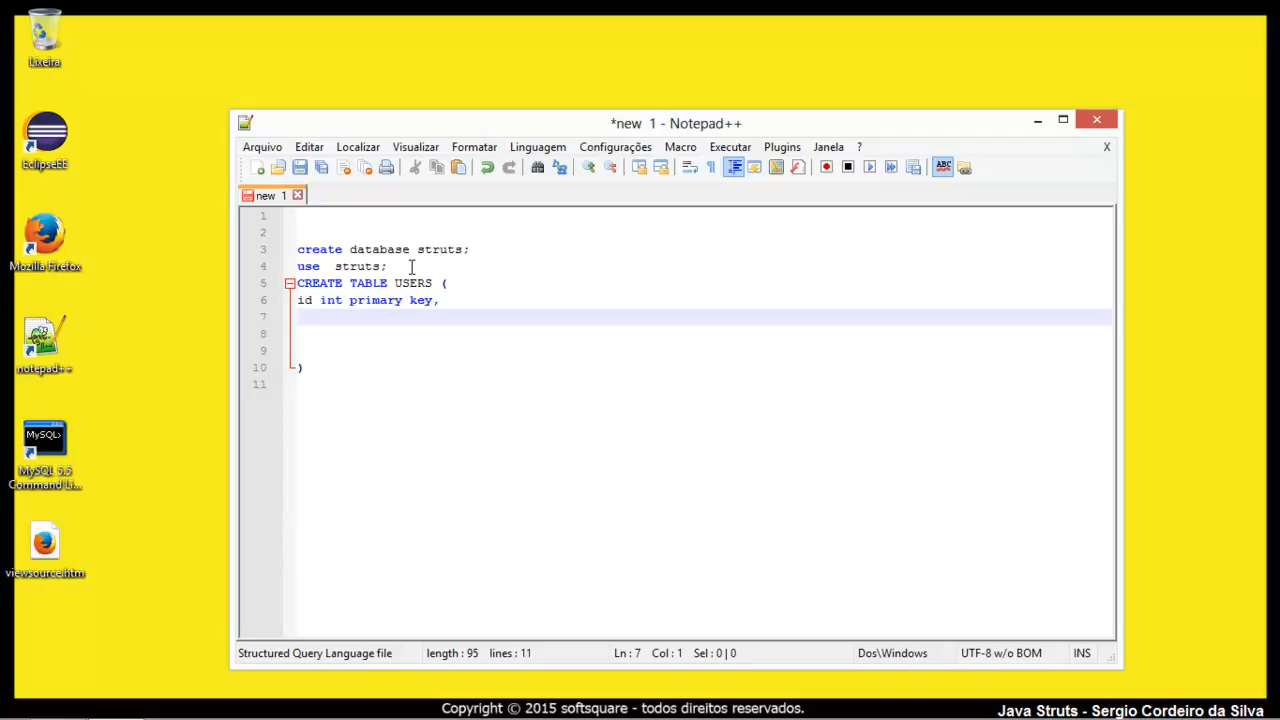 Lixeira
EclipseEE
Mozilla Firefox
notepad++
MySQL>
MySQL 5.5
Command Li...
viewsource.htm
*new  1 - Notepad++
Arquivo Editar Localizar Visualizar Formatar Linguagem Configurações Macro Executar Plugins Janela ? X
ABC
new  1
1
2
3 create database struts;
4 use  struts;
5 CREATE TABLE USERS (
6 id int primary key,
7
8
9
10 )
11
Structured Query Language file length : 95 lines : 11 Ln : 7 Col : 1 Sel : 0 | 0 Dos\Windows UTF-8 w/o BOM INS
Copyright © 2015 softsquare - todos direitos reservados.
Java Struts - Sergio Cordeiro da Silva